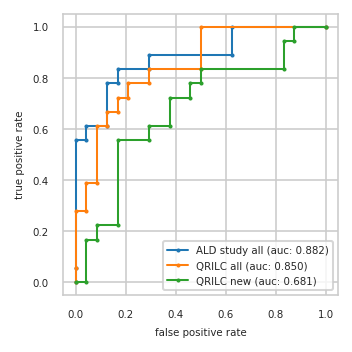 1.0
0.8
0.6
0.4
0.2
0.0
true positive rate
ALD study all (auc: 0.882)
QRILC all (auc: 0.850)
QRILC new (auc: 0.681)
0.0 0.2 0.4 0.6 0.8 1.0
false positive rate